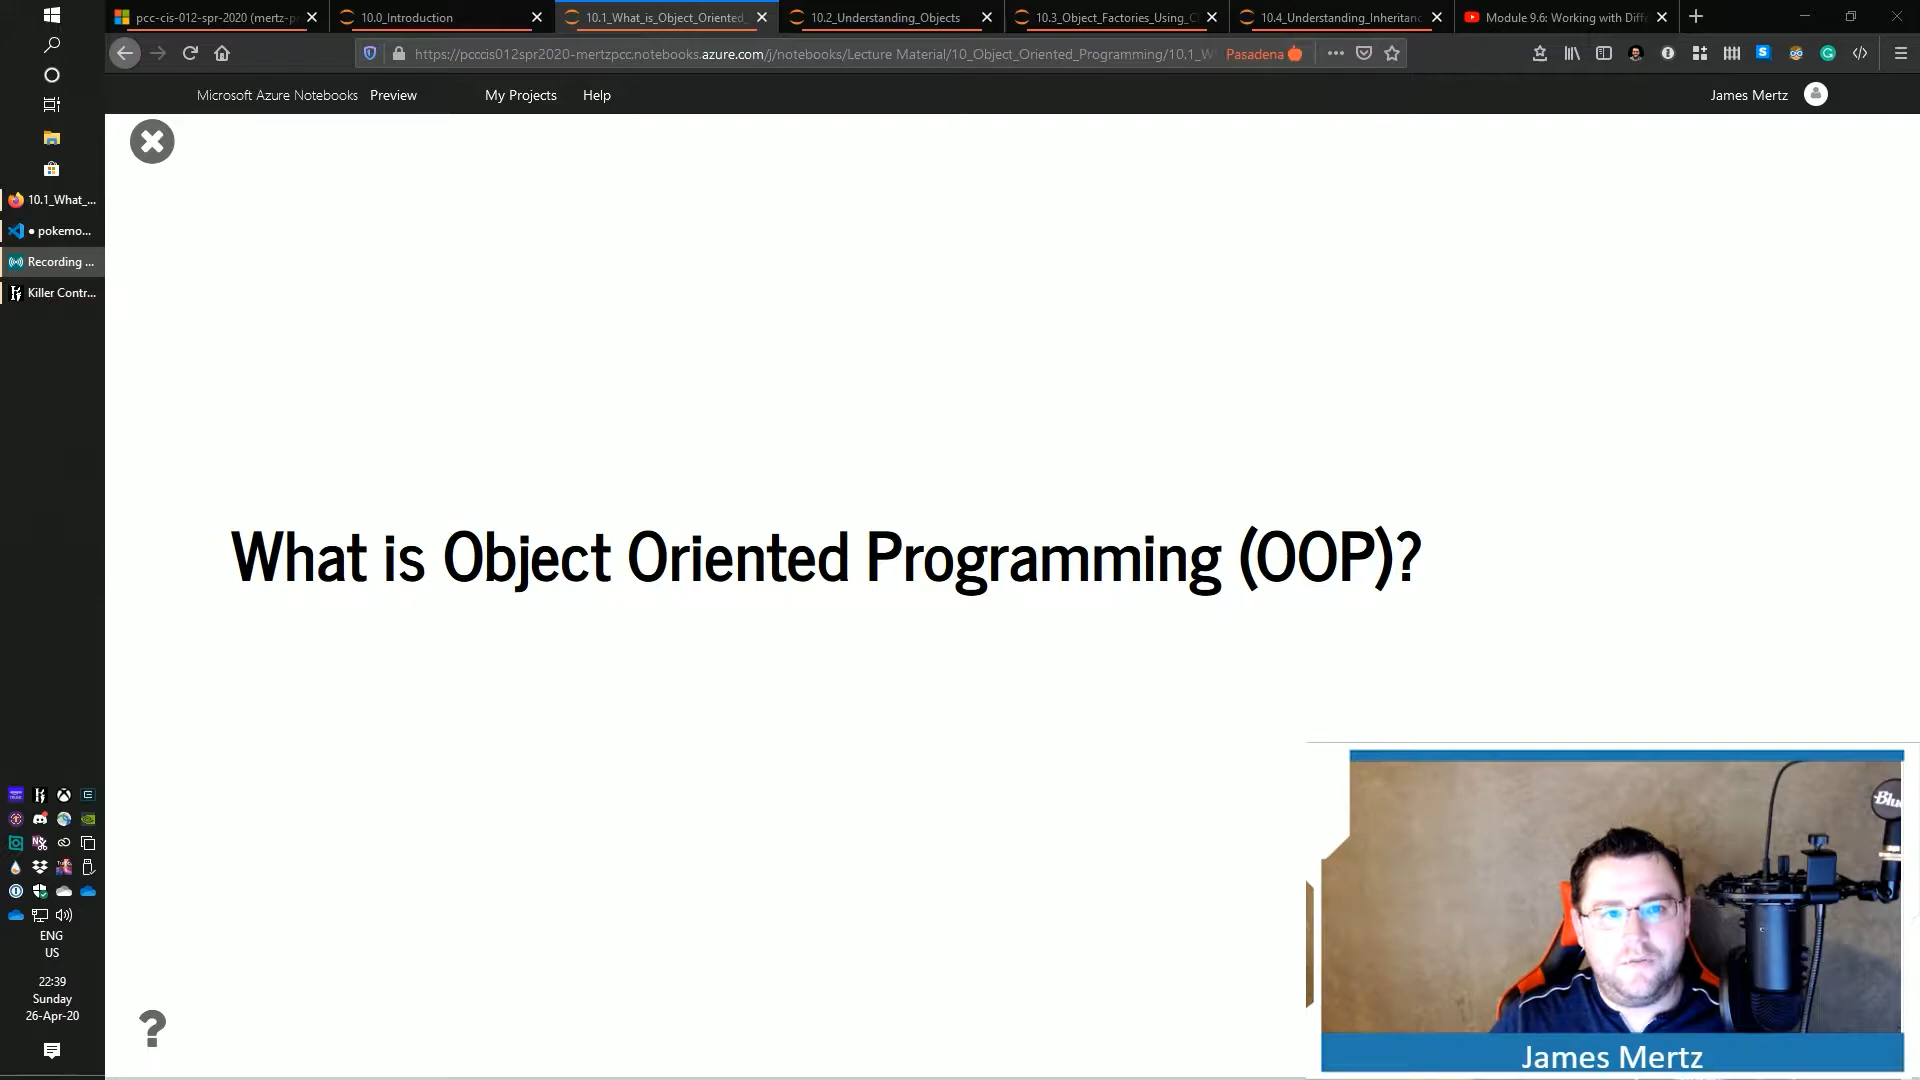 pcc-cis-012-spr-2020 (mertz-p
10.0_Introduction
10.1_What_is_Object_Oriented_
10.2_Understanding_Objects
10.3_Object_Factories_Using_C
10.4_Understanding_Inheritanc
Module 9.6: Working with Diffe
https://pcccis012spr2020-mertzpcc.notebooks.azure.com/j/notebooks/Lecture Material/10_Object_Oriented_Programming/10.1_W
Pasadena
Microsoft Azure Notebooks Preview
My Projects
Help
James Mertz
10.1_What_...
● pokemo...
Recording ...
Killer Contr...
What is Object Oriented Programming (OOP)?
Blue
ENG
US
22:39
Sunday
26-Apr-20
?
James Mertz